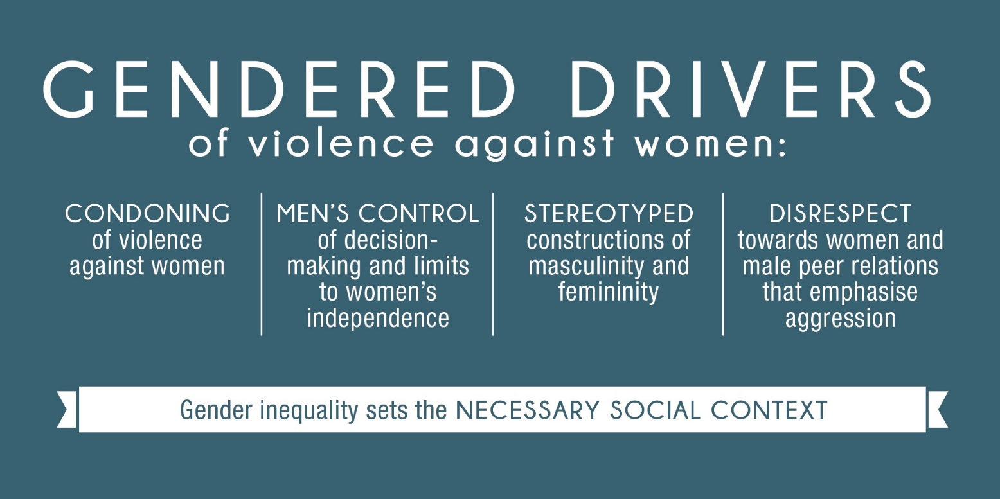 GENDERED DRIVERS
of violence against women:
CONDONING
of violence
against women
MEN'S CONTROL
of decision-
making and limits
to women's
independence
STEREOTYPED
constructions of
masculinity and
femininity
DISRESPECT
towards women and
male peer relations
that emphasise
aggression
Gender inequality sets the NECESSARY SOCIAL CONTEXT